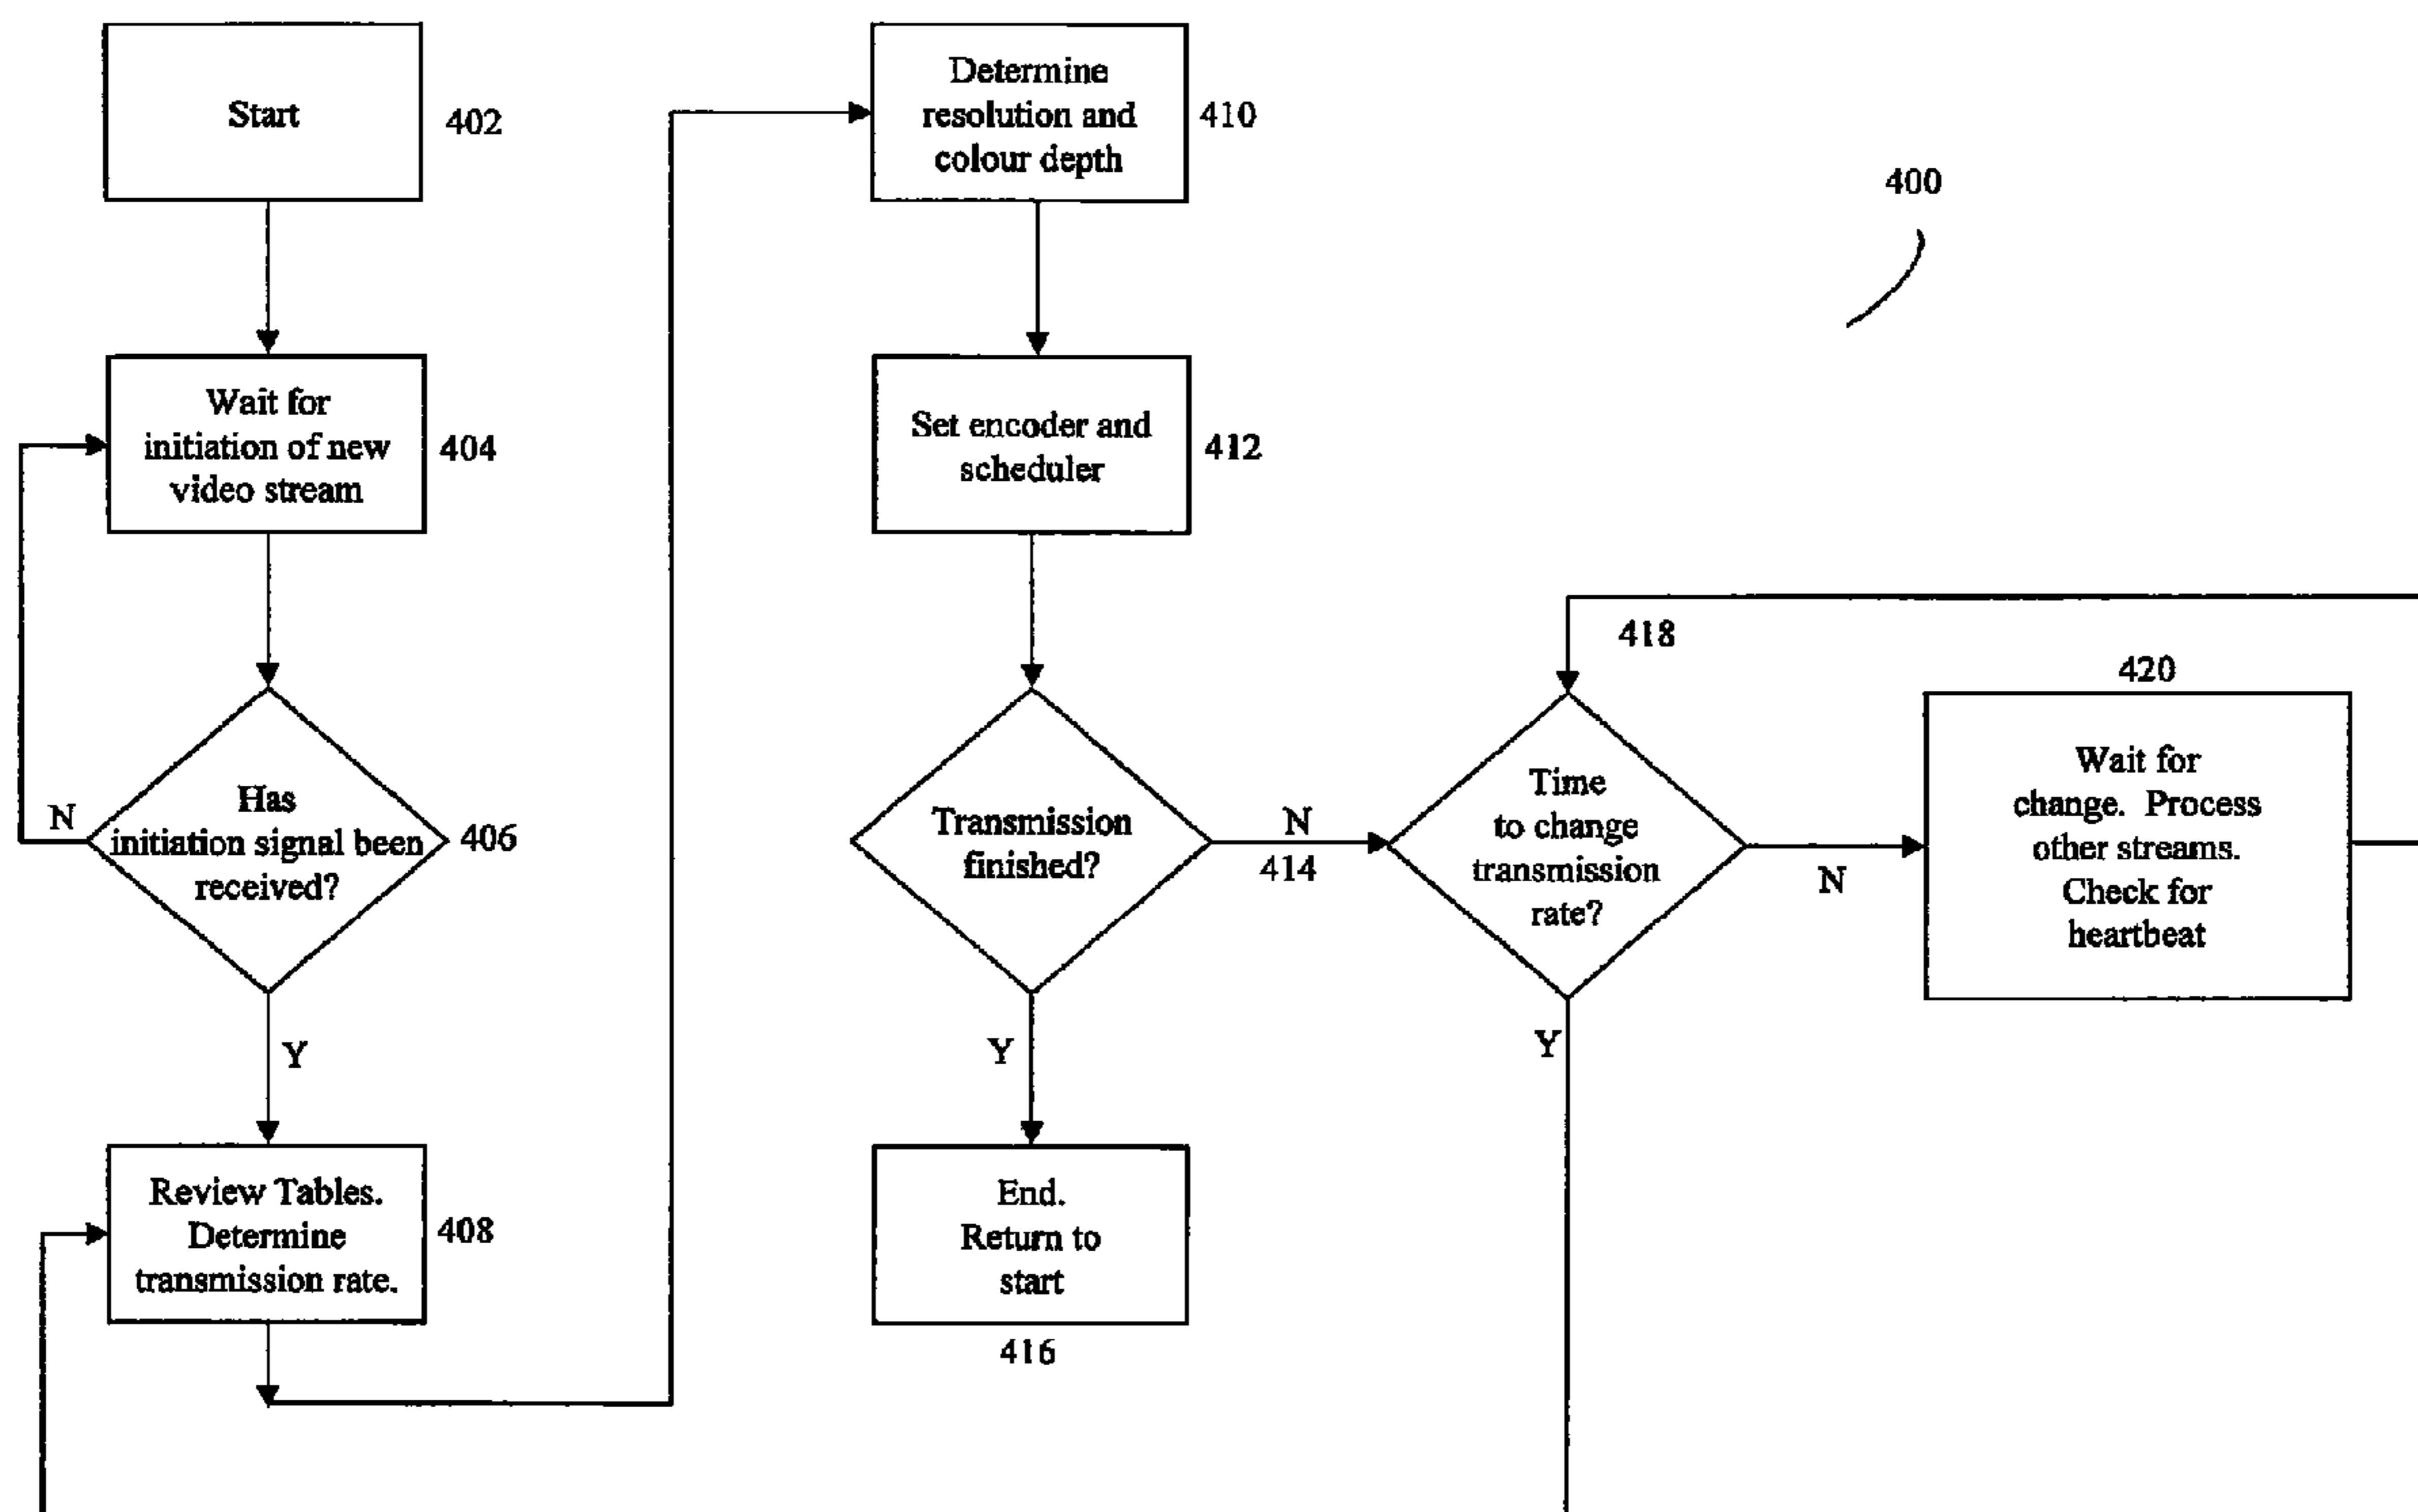 Start
402
Wait for
initiation of new
video stream
404
Has
initiation signal been
received?
406
N
Y
Review Tables.
Determine
transmission rate.
408
Determine
resolution and
colour depth
410
Set encoder and
scheduler
412
Transmission
finished?
N
414
Y
End.
Return to
start
416
400
418
Time
to change
transmission
rate?
N
Y
420
Wait for
change. Process
other streams.
Check for
heartbeat